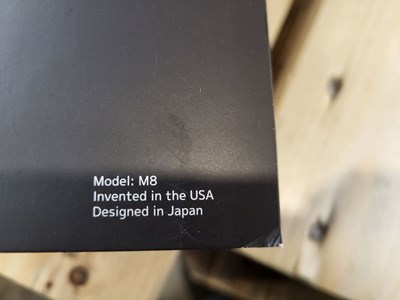 Model: M8
Invented in the USA
Designed in Japan